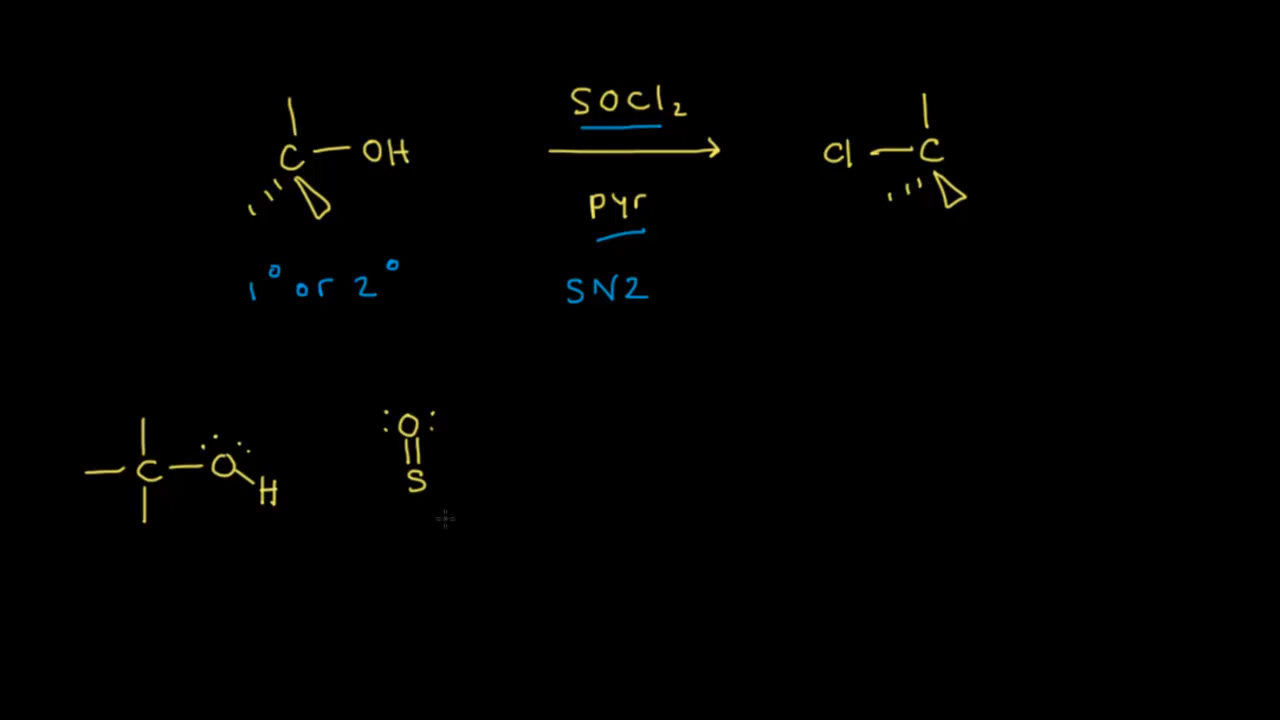 SOCl₂
C — OH
Cl — C
pyr
1° or 2°
SN2
:O:
C — O
H
S